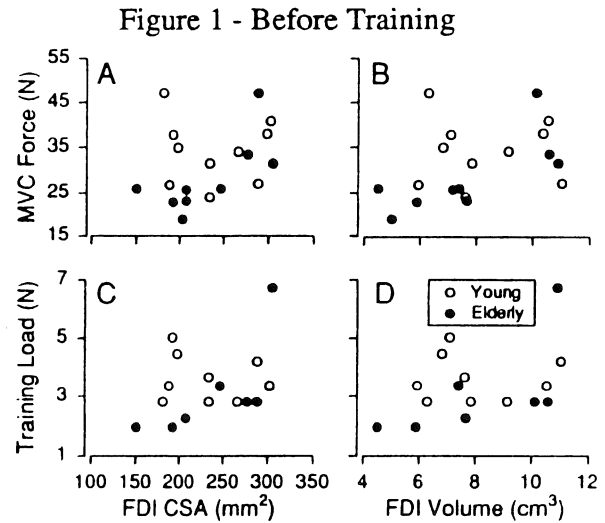 Figure 1 - Before Training
A
B
MVC Force (N)
55
45
35
25
15
C
D
Young
Elderly
Training Load (N)
7
5
3
1
100 150 200 250 300 350
4 6 8 10 12
FDI CSA (mm²)
FDI Volume (cm³)